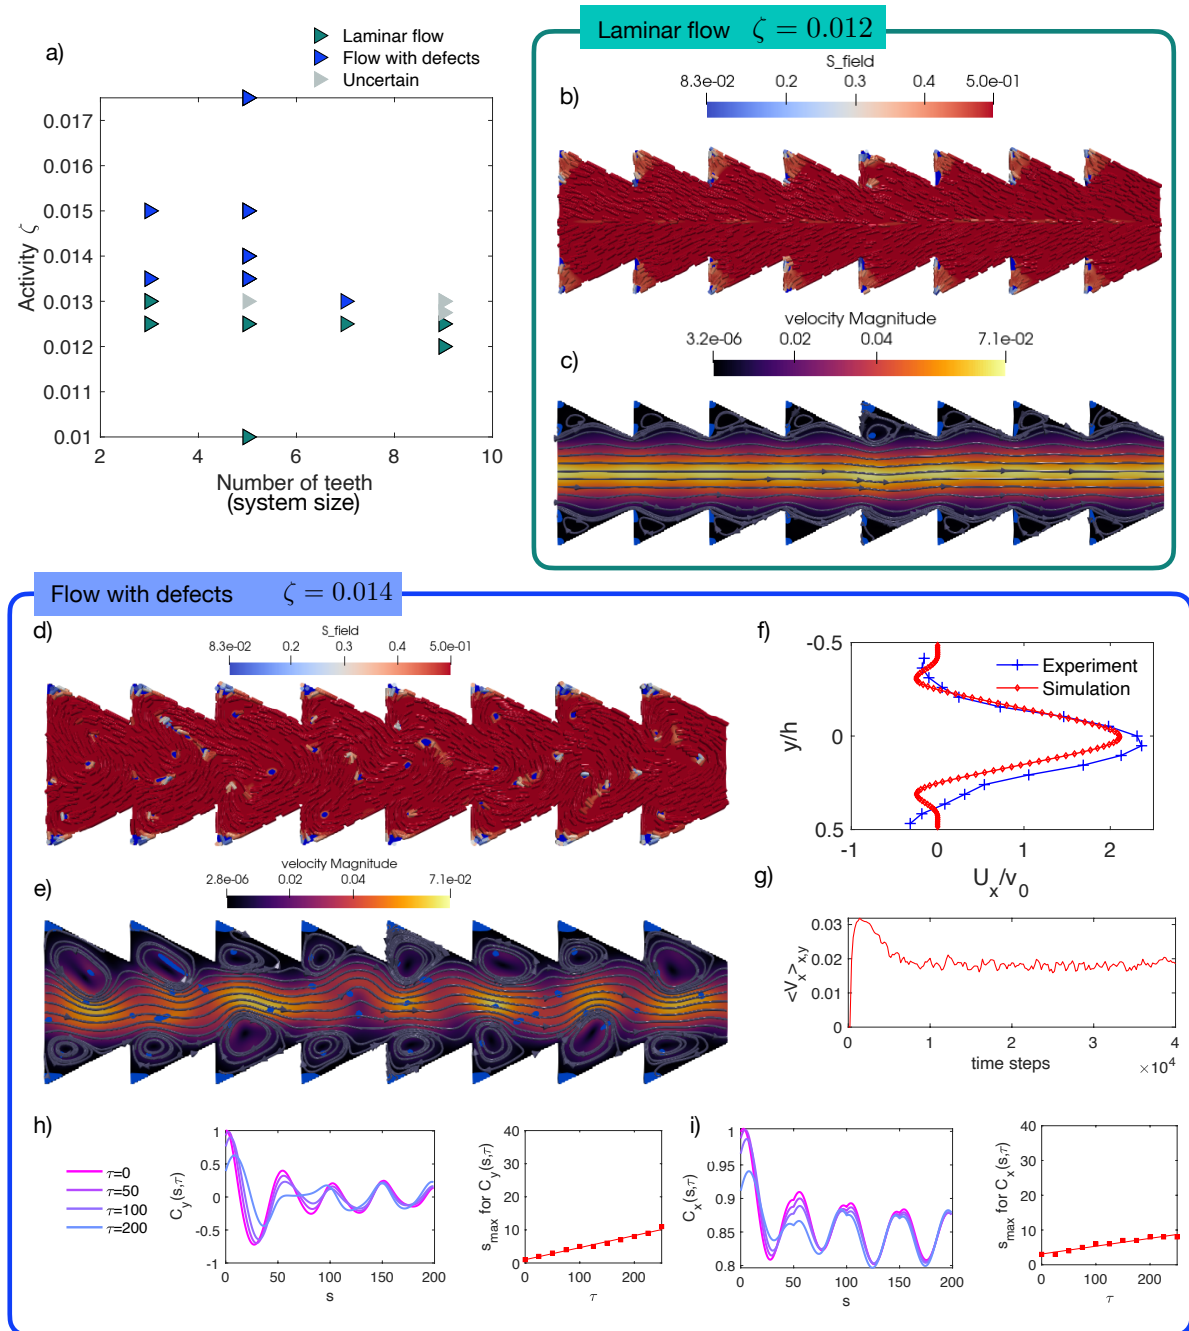 a)
Laminar flow
Flow with defects
Uncertain
0.017
0.016
0.015
0.014
0.013
0.012
0.011
0.01
2 4 6 8 10
Activity ζ
Number of teeth
(system size)
Laminar flow ζ = 0.012
b)
S_field
8.3e-02 0.2 0.3 0.4 5.0e-01
velocity Magnitude
3.2e-06 0.02 0.04 7.1e-02
c)
Flow with defects ζ = 0.014
d)
S_field
8.3e-02 0.2 0.3 0.4 5.0e-01
velocity Magnitude
2.8e-06 0.02 0.04 7.1e-02
e)
f)
-0.5
0
0.5
y/h
Experiment
Simulation
-1 0 1 2
U_x/v_0
g)
0.03
0.02
0.01
0
<V_x>_x,y
0 1 2 3 4
time steps
×10^4
h)
τ=0
τ=50
τ=100
τ=200
1
0.5
0
-0.5
-1
C_y(s,τ)
0 50 100 150 200
s
40
30
20
10
0
s_max for C_y(s,τ)
0 100 200
τ
i)
1
0.95
0.9
0.85
0.8
C_x(s,τ)
0 50 100 150 200
s
40
30
20
10
0
s_max for C_x(s,τ)
0 100 200
τ